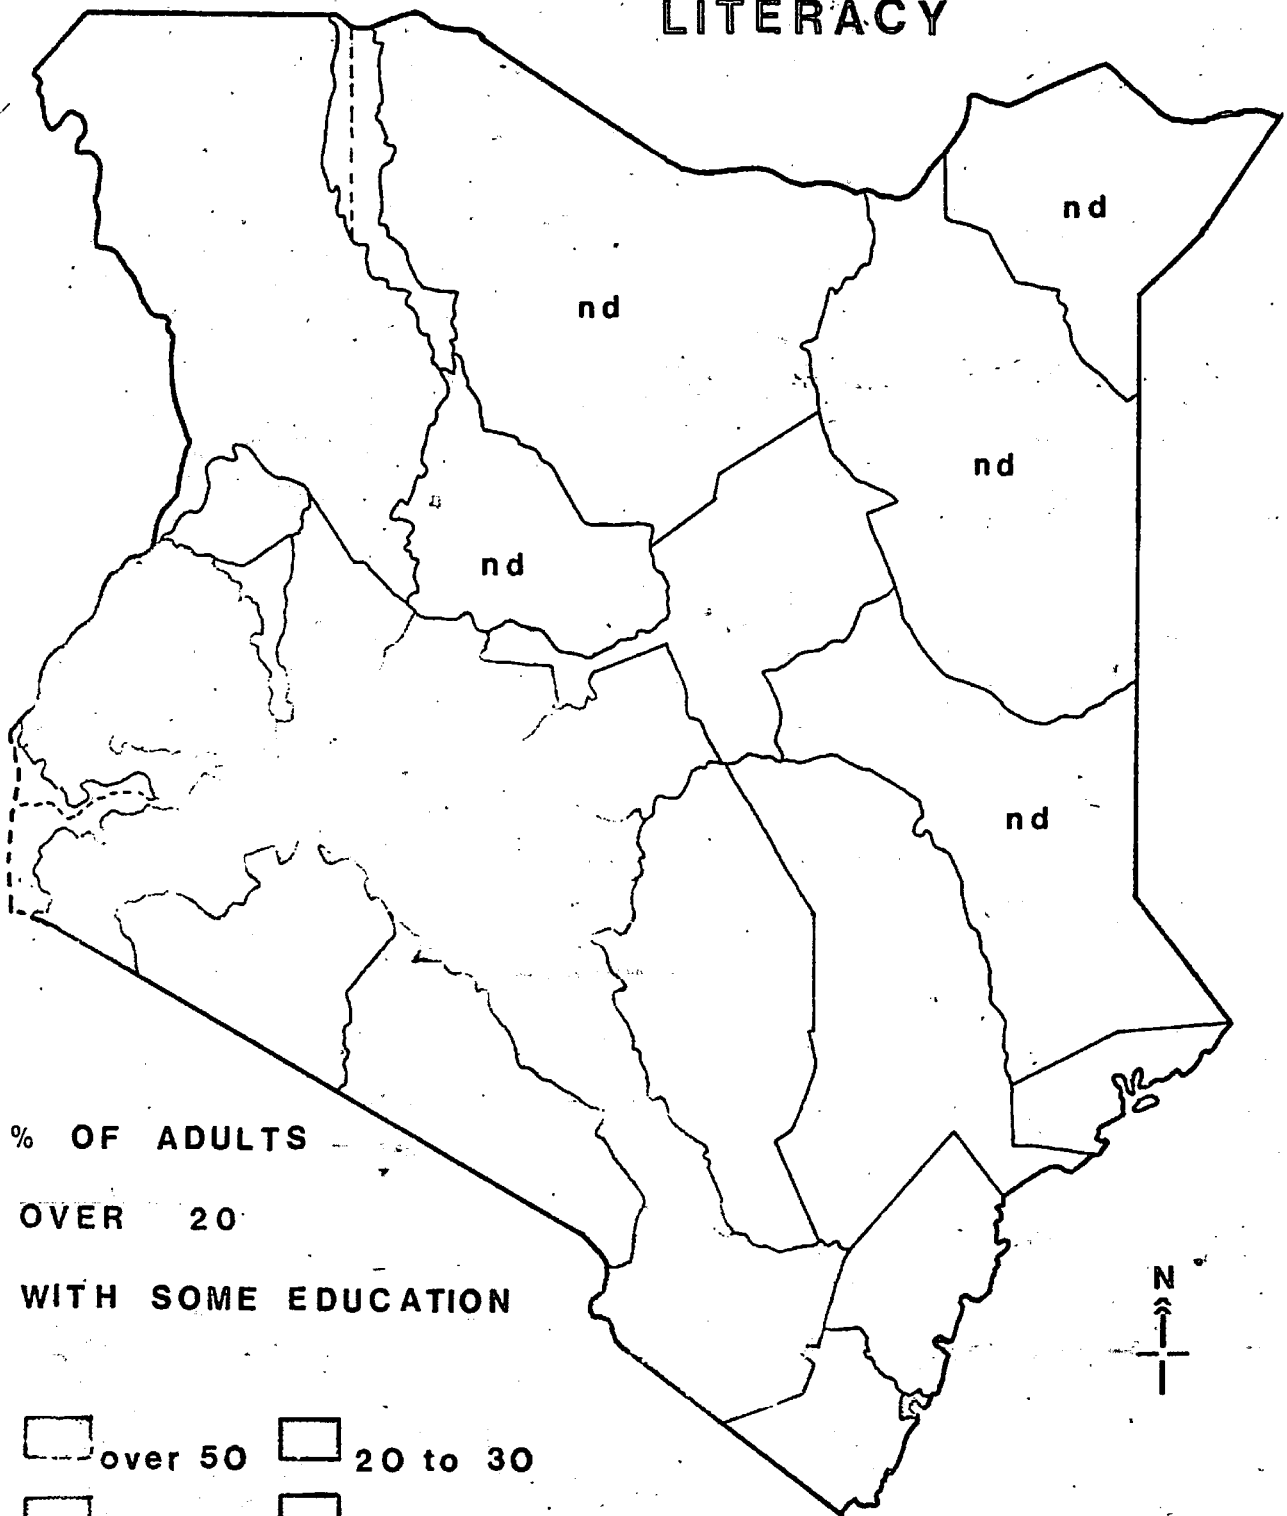 LITERACY
nd
nd
nd
nd
nd
% OF ADULTS
OVER 20
WITH SOME EDUCATION
N
over 50
20 to 30